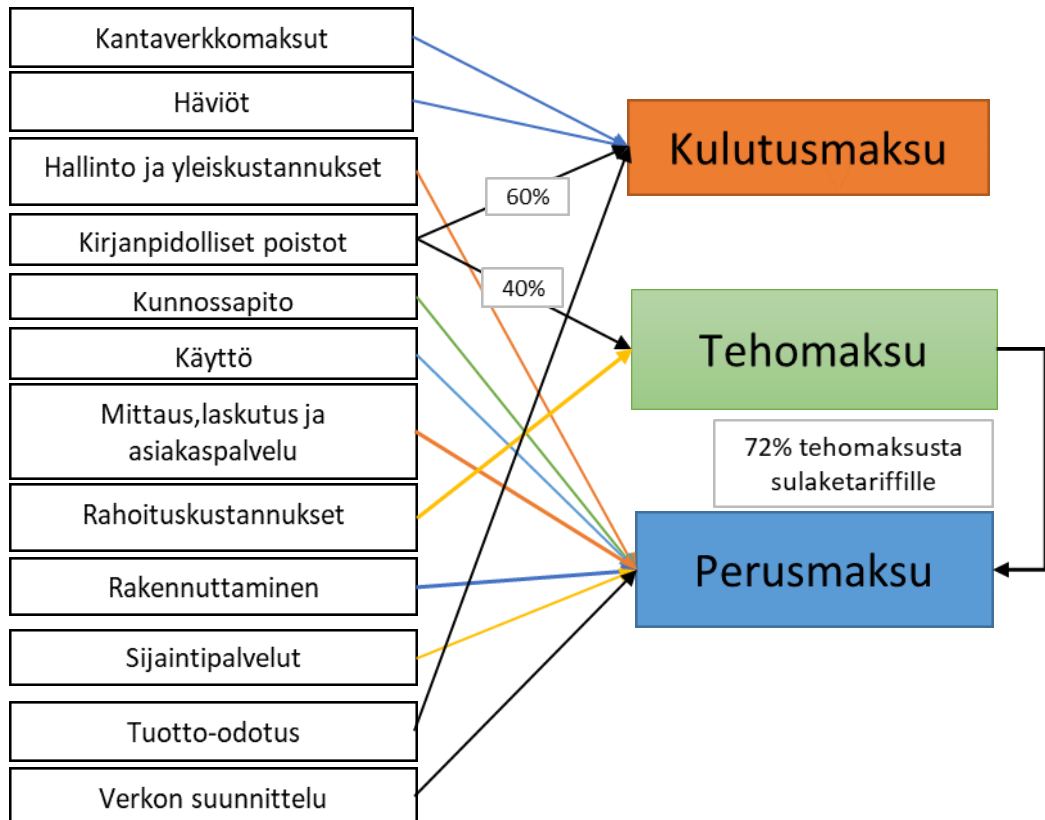 Kantaverkkomaksut
Häviöt
Hallinto ja yleiskustannukset
Kirjanpidolliset poistot
Kunnossapito
Käyttö
Mittaus,laskutus ja
asiakaspalvelu
Rahoituskustannukset
Rakennuttaminen
Sijaintipalvelut
Tuotto-odotus
Verkon suunnittelu
60%
40%
Kulutusmaksu
Tehomaksu
72% tehomaksusta
sulaketariffille
Perusmaksu